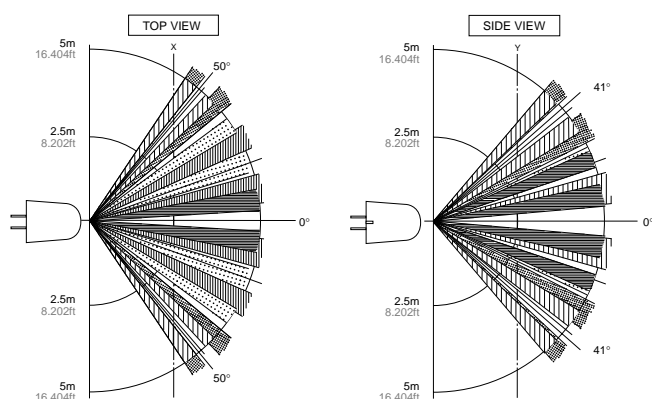 TOP VIEW
SIDE VIEW
5m
16.404ft
X
50°
2.5m
8.202ft
0°
2.5m
8.202ft
50°
5m
16.404ft
5m
16.404ft
Y
41°
2.5m
8.202ft
0°
2.5m
8.202ft
41°
5m
16.404ft